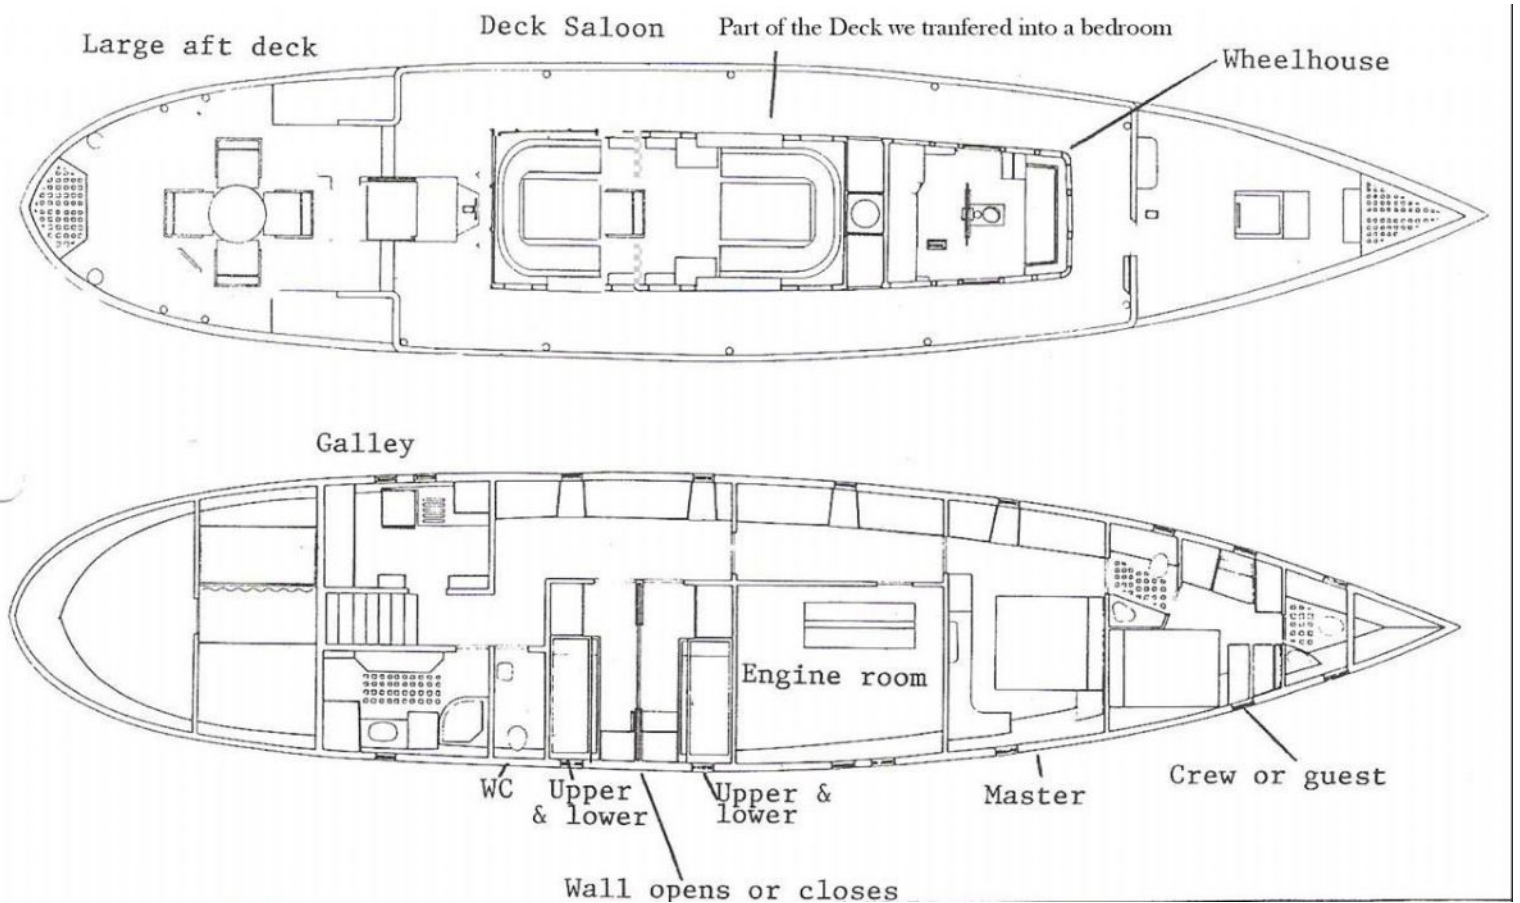 Large aft deck
Deck Saloon
Part of the Deck we tranfered into a bedroom
Wheelhouse
Galley
Engine room
WC
Upper
& lower
Upper &
lower
Master
Crew or guest
Wall opens or closes